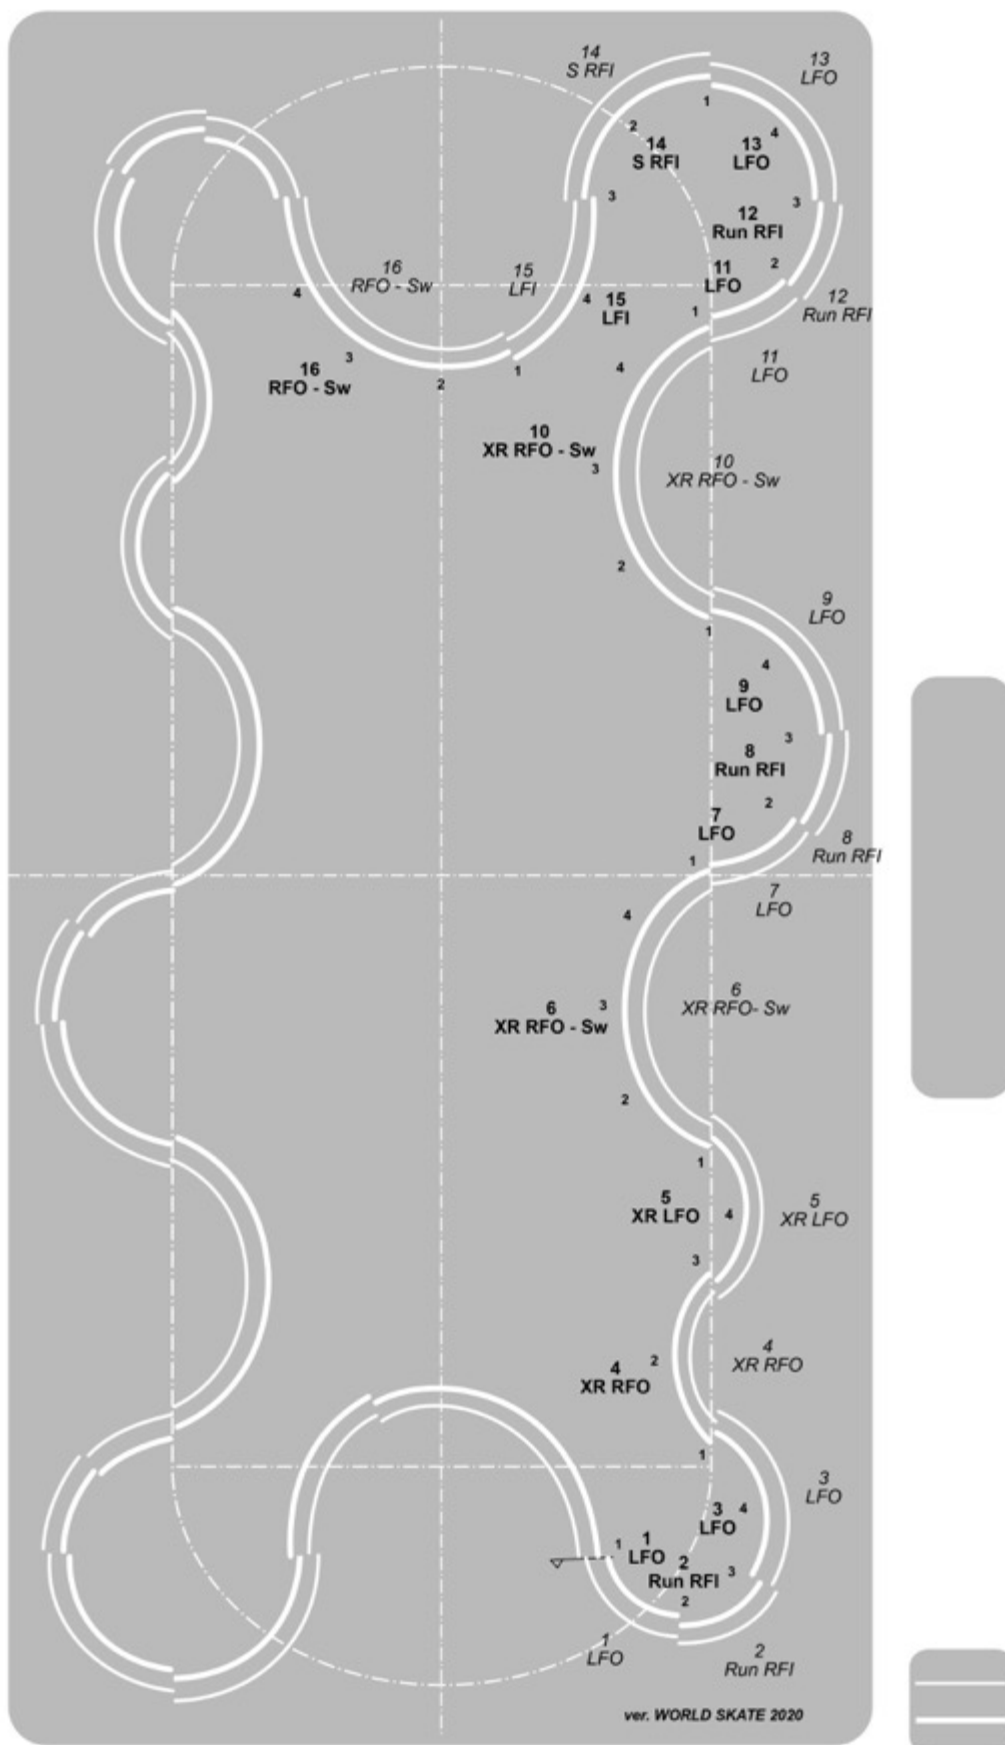 14
S RFI
13
LFO
1
2
4
14
S RFI
13
LFO
3
3
12
Run RFI
16
RFO - Sw
15
LFI
11
LFO
2
4
4
15
LFI
1
12
Run RFI
11
LFO
3
16
RFO - Sw
2
1
4
10
XR RFO - Sw
3
10
XR RFO - Sw
2
9
LFO
1
4
9
LFO
3
8
Run RFI
2
7
LFO
8
Run RFI
1
7
LFO
4
6
XR RFO - Sw
3
6
XR RFO- Sw
2
1
5
XR LFO
4
5
XR LFO
3
4
XR RFO
2
4
XR RFO
1
3
LFO
3
LFO
4
1
1
LFO
2
Run RFI
3
2
1
LFO
2
Run RFI
ver. WORLD SKATE 2020